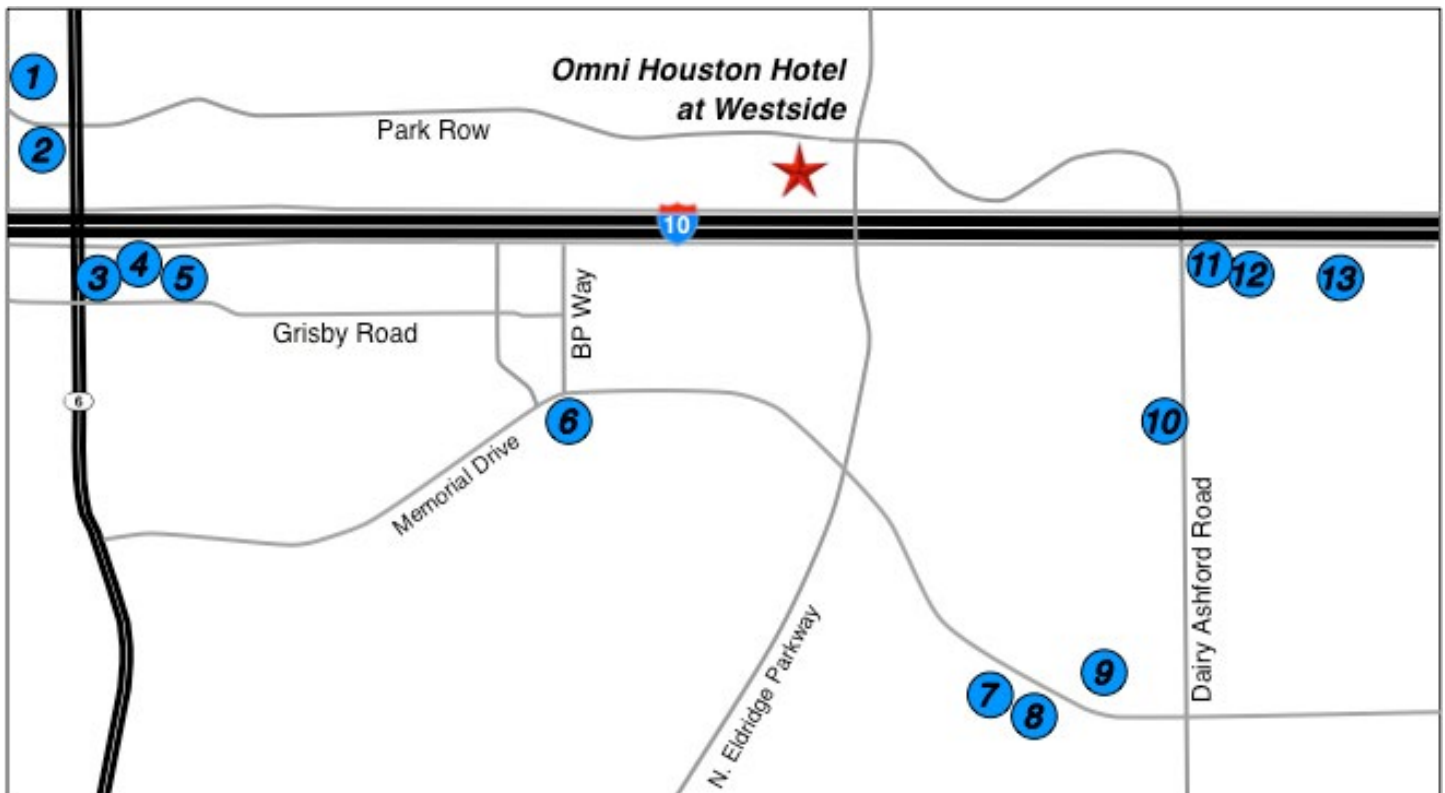 1
Omni Houston Hotel
at Westside
Park Row
2
10
3
4
5
11
12
13
BP Way
Grisby Road
6
6
10
Memorial Drive
Dairy Ashford Road
N. Eldridge Parkway
9
7
8